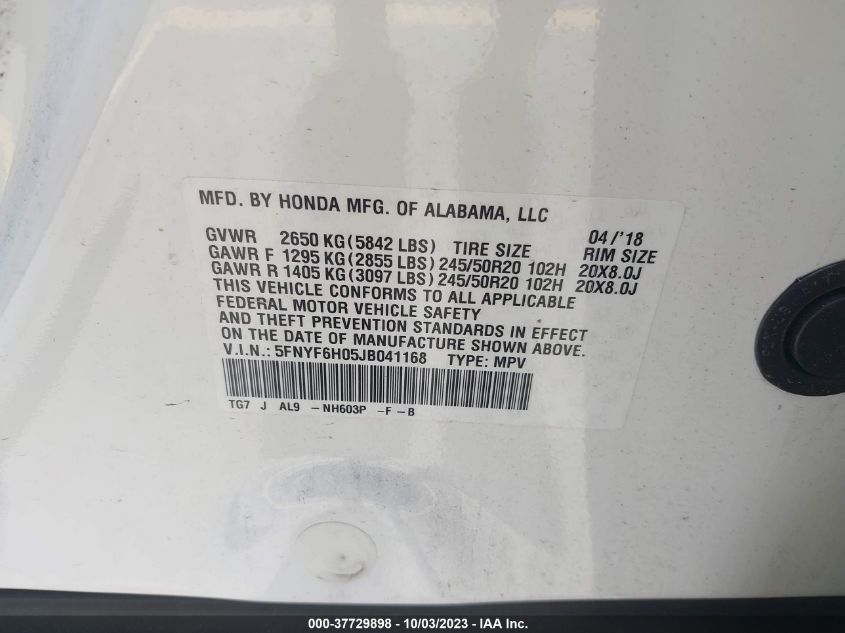 MFD. BY HONDA MFG. OF ALABAMA, LLC
04/'18
GVWR 2650 KG (5842 LBS) TIRE SIZE RIM SIZE
GAWR F 1295 KG (2855 LBS) 245/50R20 102H 20X8.0J
GAWR R 1405 KG (3097 LBS) 245/50R20 102H 20X8.0J
THIS VEHICLE CONFORMS TO ALL APPLICABLE
FEDERAL MOTOR VEHICLE SAFETY
AND THEFT PREVENTION STANDARDS IN EFFECT
ON THE DATE OF MANUFACTURE SHOWN ABOVE.
V.I.N.: 5FNYF6H05JB041168 TYPE: MPV
TG7 J AL9 -NH603P -F-B
000-37729898 - 10/03/2023 - IAA Inc.